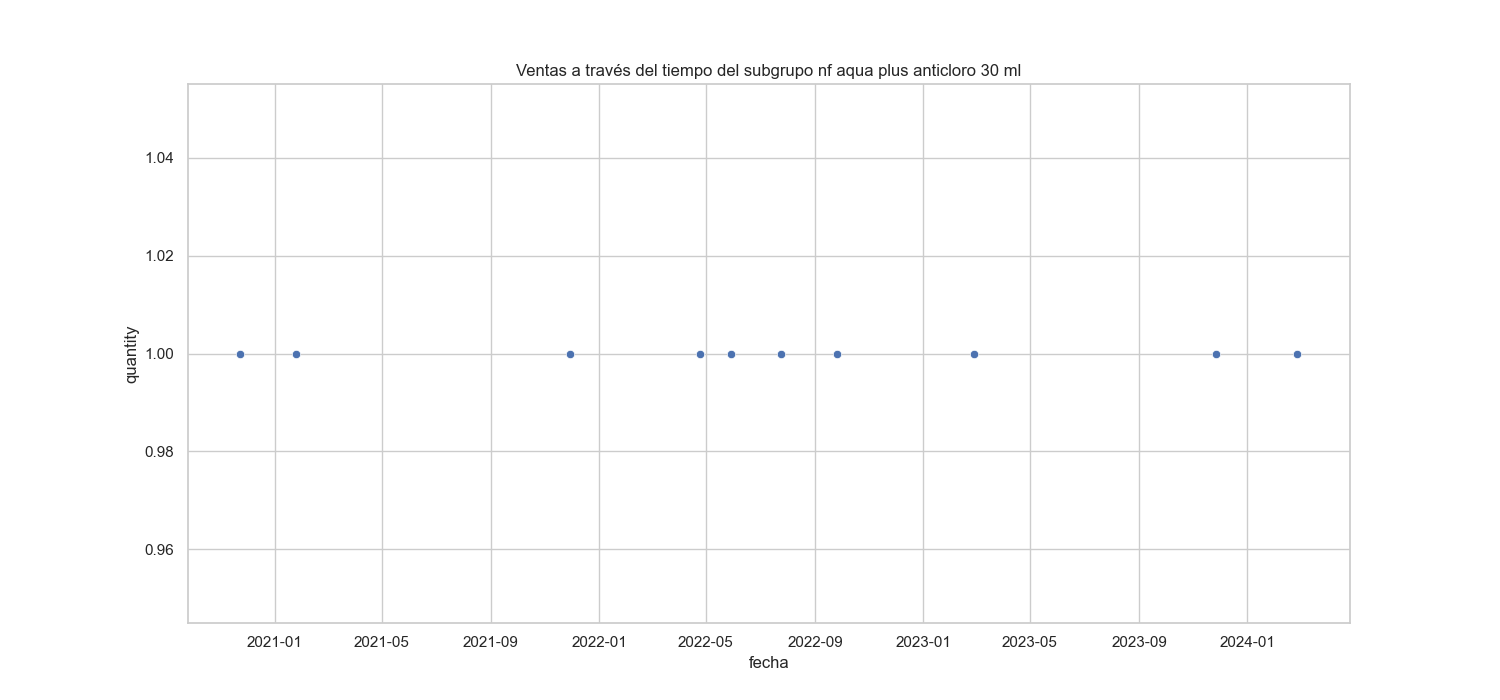 Ventas a través del tiempo del subgrupo nf aqua plus anticloro 30 ml
1.04
1.02
1.00
0.98
0.96
quantity
2021-01 2021-05 2021-09 2022-01 2022-05 2022-09 2023-01 2023-05 2023-09 2024-01
fecha